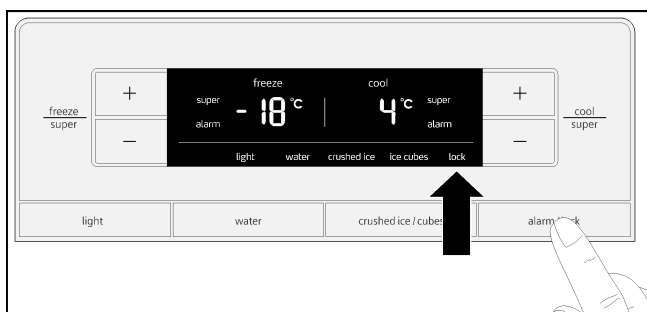 freeze cool
super -18 °C 4 °C super
alarm alarm
freeze
super
+
−
+
−
cool
super
light water crushed ice ice cubes lock
light water crushed ice / cubes alarm